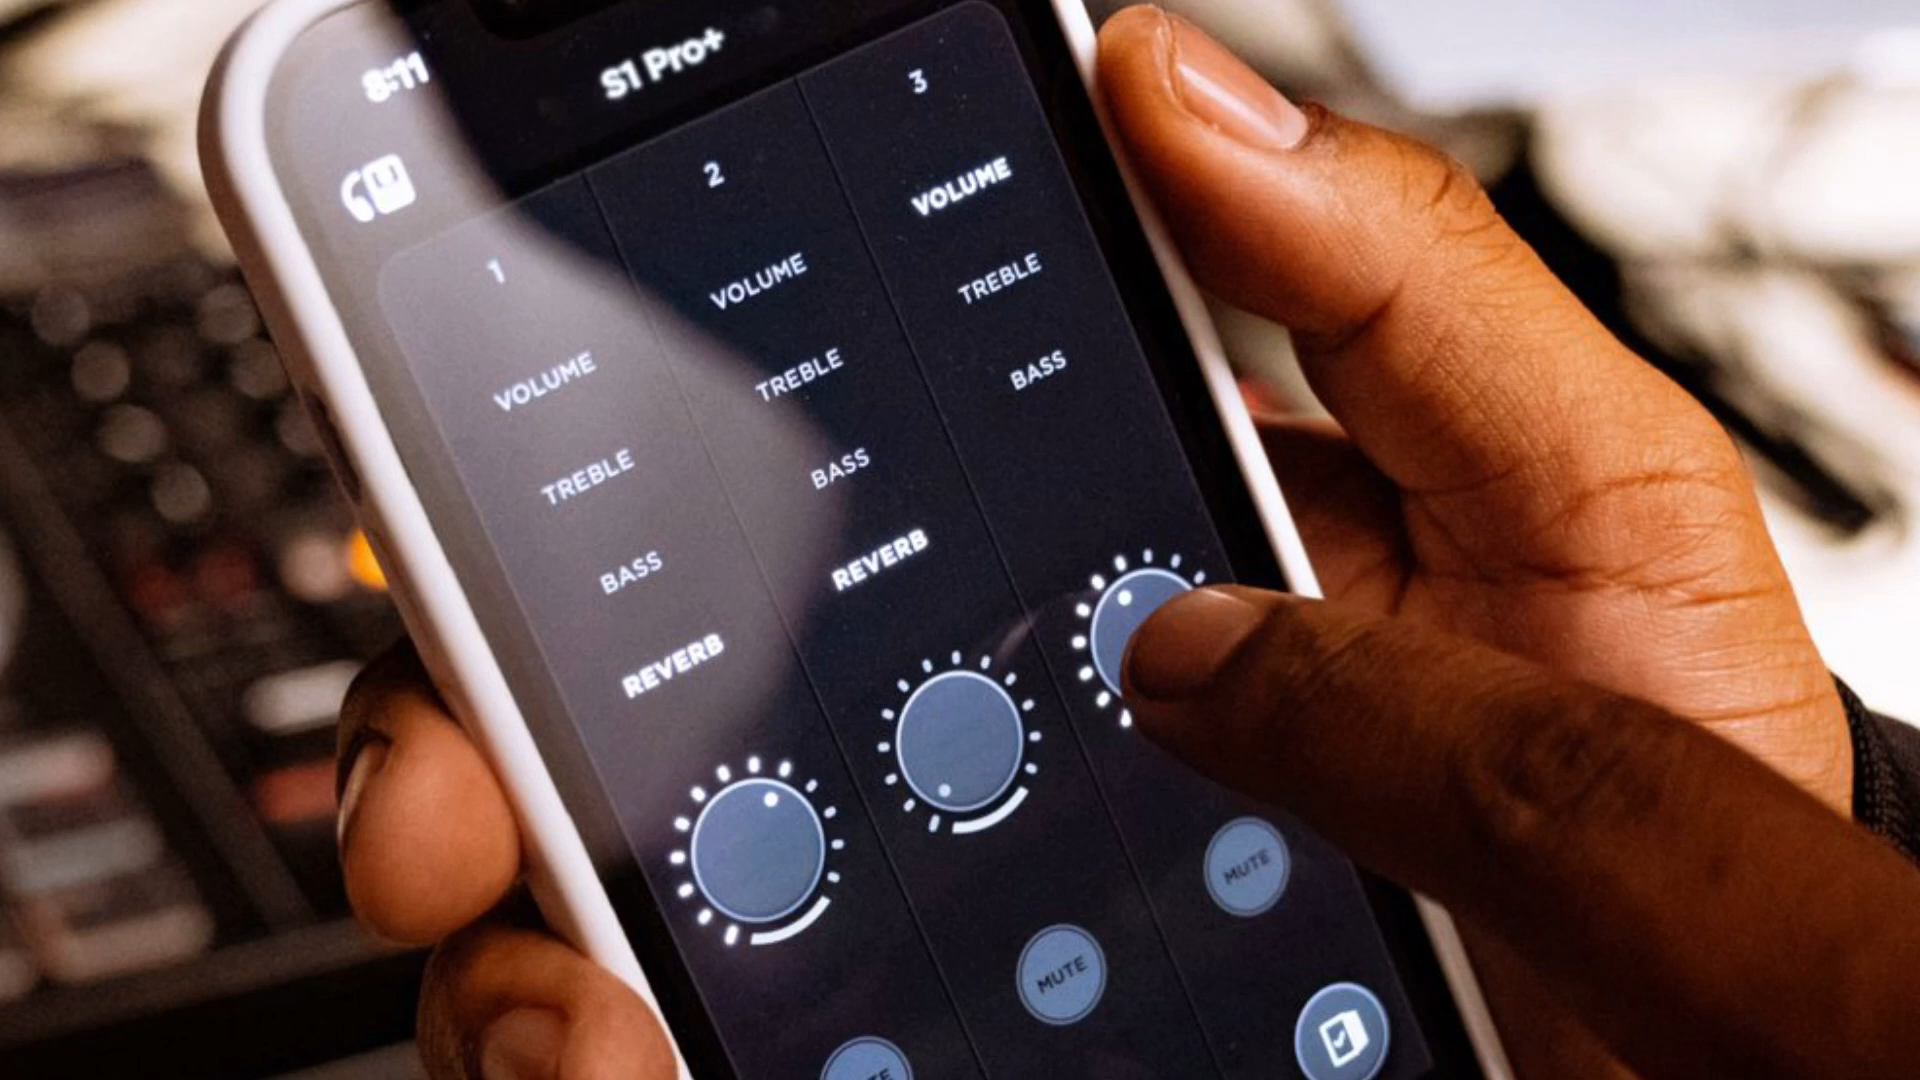 8:11
S1 Pro+
1
VOLUME
TREBLE
BASS
REVERB
2
VOLUME
TREBLE
BASS
REVERB
MUTE
3
VOLUME
TREBLE
BASS
MUTE